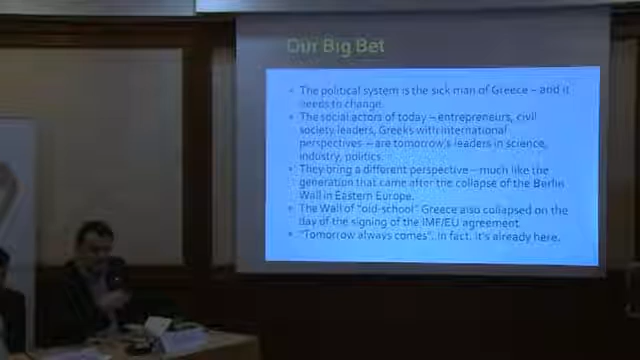 Our Big Bet
The political system is the sick man of Greece – and it
needs to change.
The social actors of today – entrepreneurs, civil
society leaders, Greeks with international
perspectives – are tomorrow's leaders in science,
industry, politics.
They bring a different perspective – much like the
generation that came after the collapse of the Berlin
Wall in Eastern Europe.
The Wall of "old-school" Greece also collapsed on the
day of the signing of the IMF/EU agreement.
"Tomorrow always comes". In fact, it's already here.